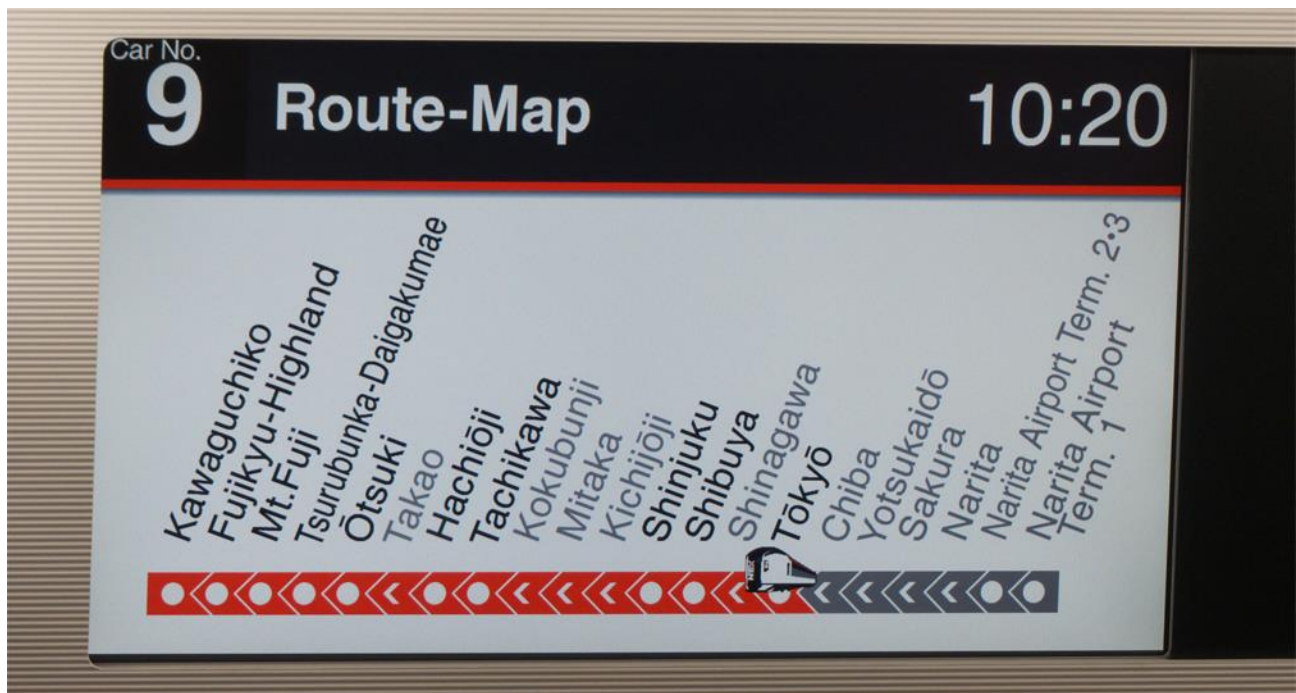 Car No.
9
Route-Map
10:20
Kawaguchiko
Fujikyu-Highland
Mt.Fuji
Tsurubunka-Daigakumae
Ōtsuki
Takao
Hachiōji
Tachikawa
Kokubunji
Mitaka
Kichijōji
Shinjuku
Shibuya
Shinagawa
Tōkyō
Chiba
Yotsukaidō
Sakura
Narita
Narita Airport Term. 2•3
Narita Airport
Term. 1